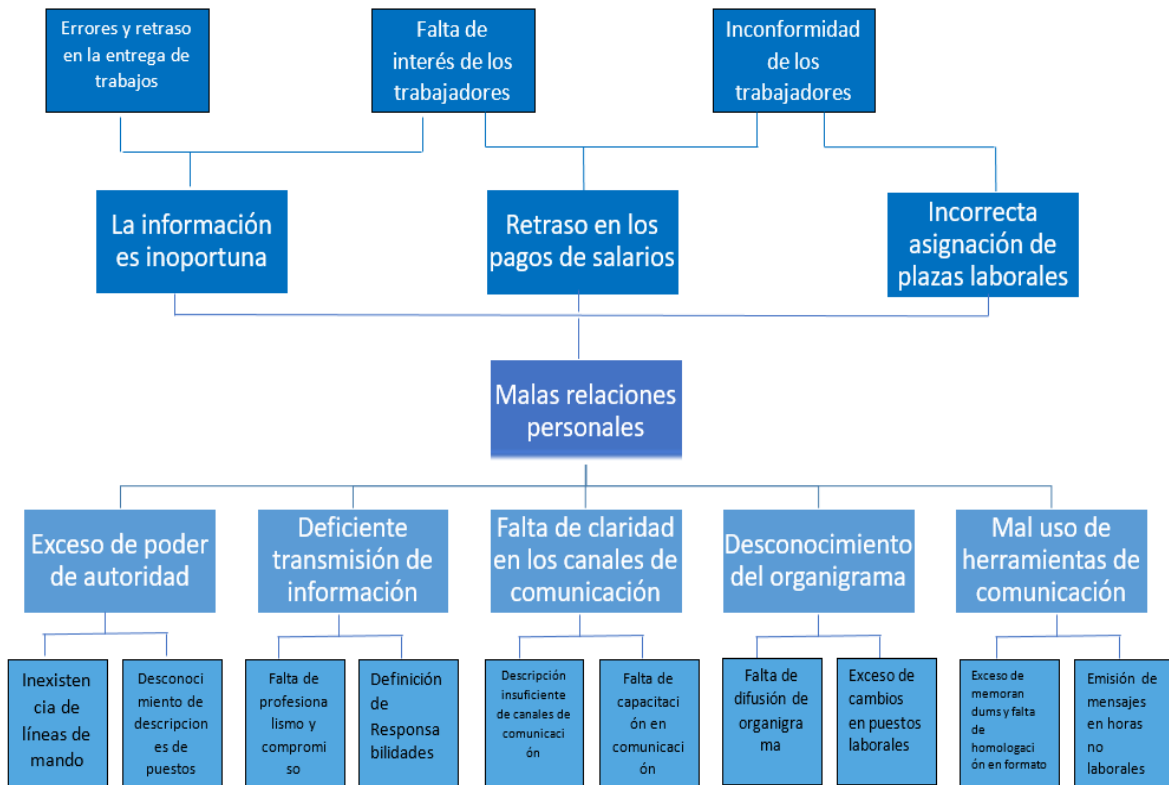 Errores y retraso
en la entrega de
trabajos
Falta de
interés de los
trabajadores
Inconformidad
de los
trabajadores
La información
es inoportuna
Retraso en los
pagos de salarios
Incorrecta
asignación de
plazas laborales
Malas relaciones
personales
Exceso de poder
de autoridad
Deficiente
transmisión de
información
Falta de claridad
en los canales de
comunicación
Desconocimiento
del organigrama
Mal uso de
herramientas de
comunicación
Inexisten
cia de
líneas de
mando
Desconoci
miento de
descripcion
es de
puestos
Falta de
profesiona
lismo y
compromi
so
Definición
de
Responsa
bilidades
Descripción
insuficiente
de canales de
comunicaci
ón
Falta de
capacitaci
ón en
comunicaci
ón
Falta de
difusión de
organigra
ma
Exceso de
cambios
en puestos
laborales
Exceso de
memoran
dums y falta
de
homologaci
ón en formato
Emisión de
mensajes
en horas
no
laborales